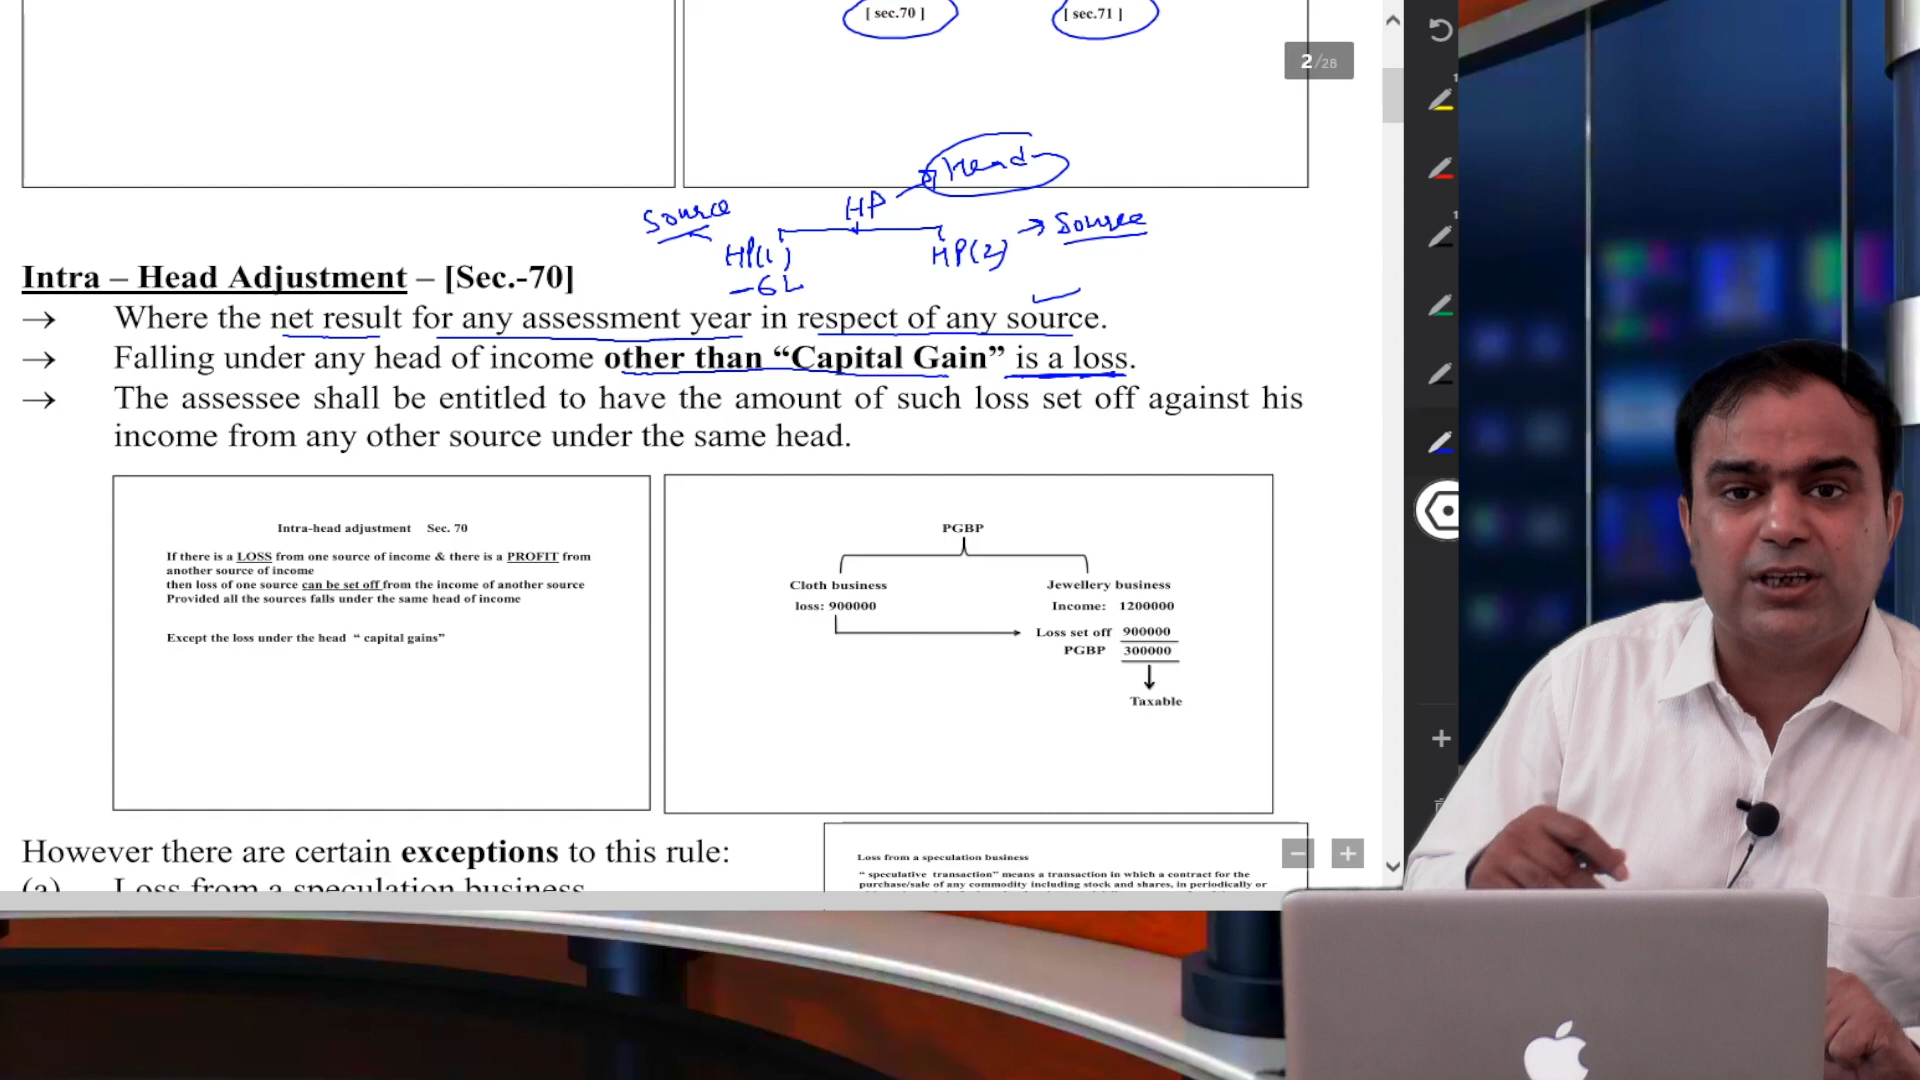 [ sec.70 ]
[ sec.71 ]
2/28
Head
Source
HP
Source
HP(1)
HP(2)
-6L
Intra – Head Adjustment – [Sec.-70]
→ Where the net result for any assessment year in respect of any source.
→ Falling under any head of income other than “Capital Gain” is a loss.
→ The assessee shall be entitled to have the amount of such loss set off against his
income from any other source under the same head.
Intra-head adjustment Sec. 70
If there is a LOSS from one source of income & there is a PROFIT from
another source of income
then loss of one source can be set off from the income of another source
Provided all the sources falls under the same head of income
Except the loss under the head “ capital gains”
PGBP
Cloth business
Jewellery business
loss: 900000
Income: 1200000
Loss set off 900000
PGBP 300000
Taxable
However there are certain exceptions to this rule:
(a) Loss from a speculation business
Loss from a speculation business
“ speculative transaction” means a transaction in which a contract for the
purchase/sale of any commodity including stock and shares, in periodically or